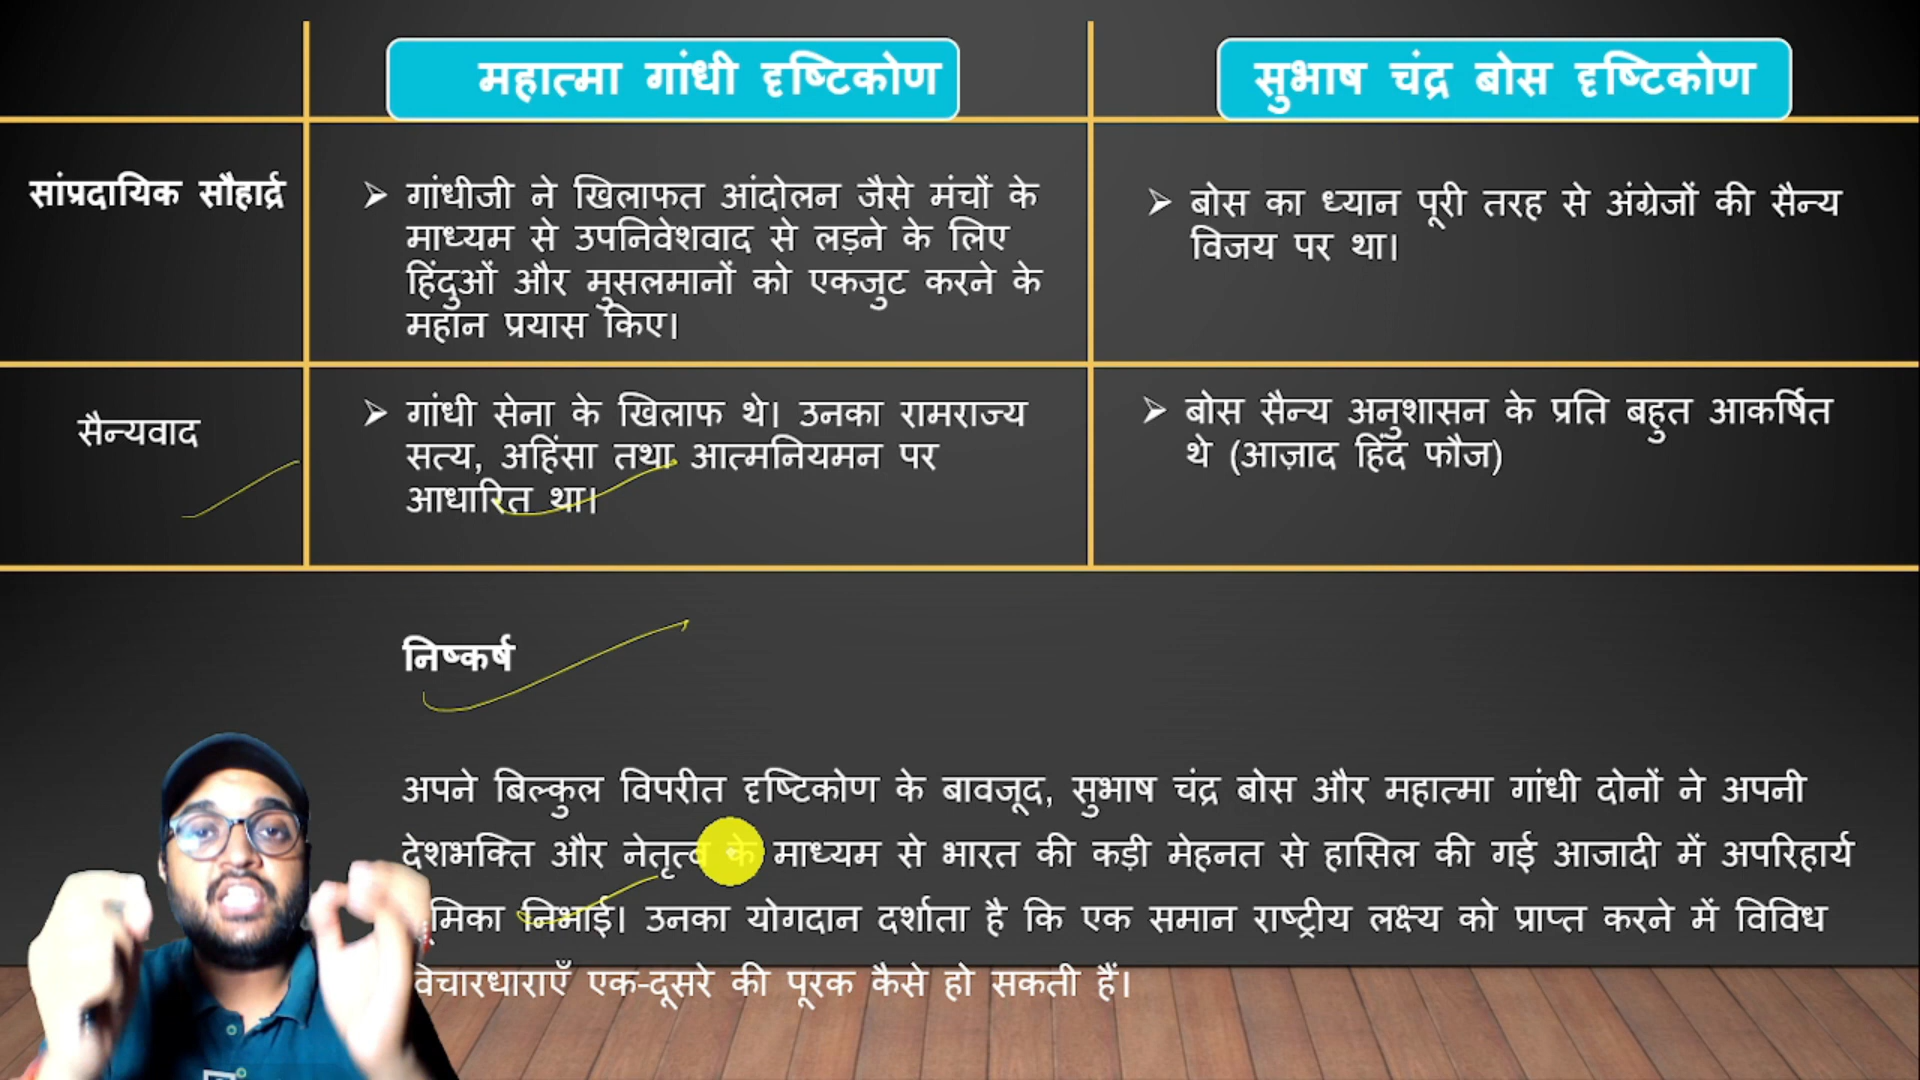 महात्मा गांधी दृष्टिकोण
सुभाष चंद्र बोस दृष्टिकोण
सांप्रदायिक सौहार्द्र
➢ गांधीजी ने खिलाफत आंदोलन जैसे मंचों के
माध्यम से उपनिवेशवाद से लड़ने के लिए
हिंदुओं और मुसलमानों को एकजुट करने के
महान प्रयास किए।
➢ बोस का ध्यान पूरी तरह से अंग्रेजों की सैन्य
विजय पर था।
सैन्यवाद
➢ गांधी सेना के खिलाफ थे। उनका रामराज्य
सत्य, अहिंसा तथा आत्मनियमन पर
आधारित था।
➢ बोस सैन्य अनुशासन के प्रति बहुत आकर्षित
थे (आज़ाद हिंद फौज)
निष्कर्ष
अपने बिल्कुल विपरीत दृष्टिकोण के बावजूद, सुभाष चंद्र बोस और महात्मा गांधी दोनों ने अपनी
देशभक्ति और नेतृत्व के माध्यम से भारत की कड़ी मेहनत से हासिल की गई आजादी में अपरिहार्य
भूमिका निभाई। उनका योगदान दर्शाता है कि एक समान राष्ट्रीय लक्ष्य को प्राप्त करने में विविध
विचारधाराएँ एक-दूसरे की पूरक कैसे हो सकती हैं।